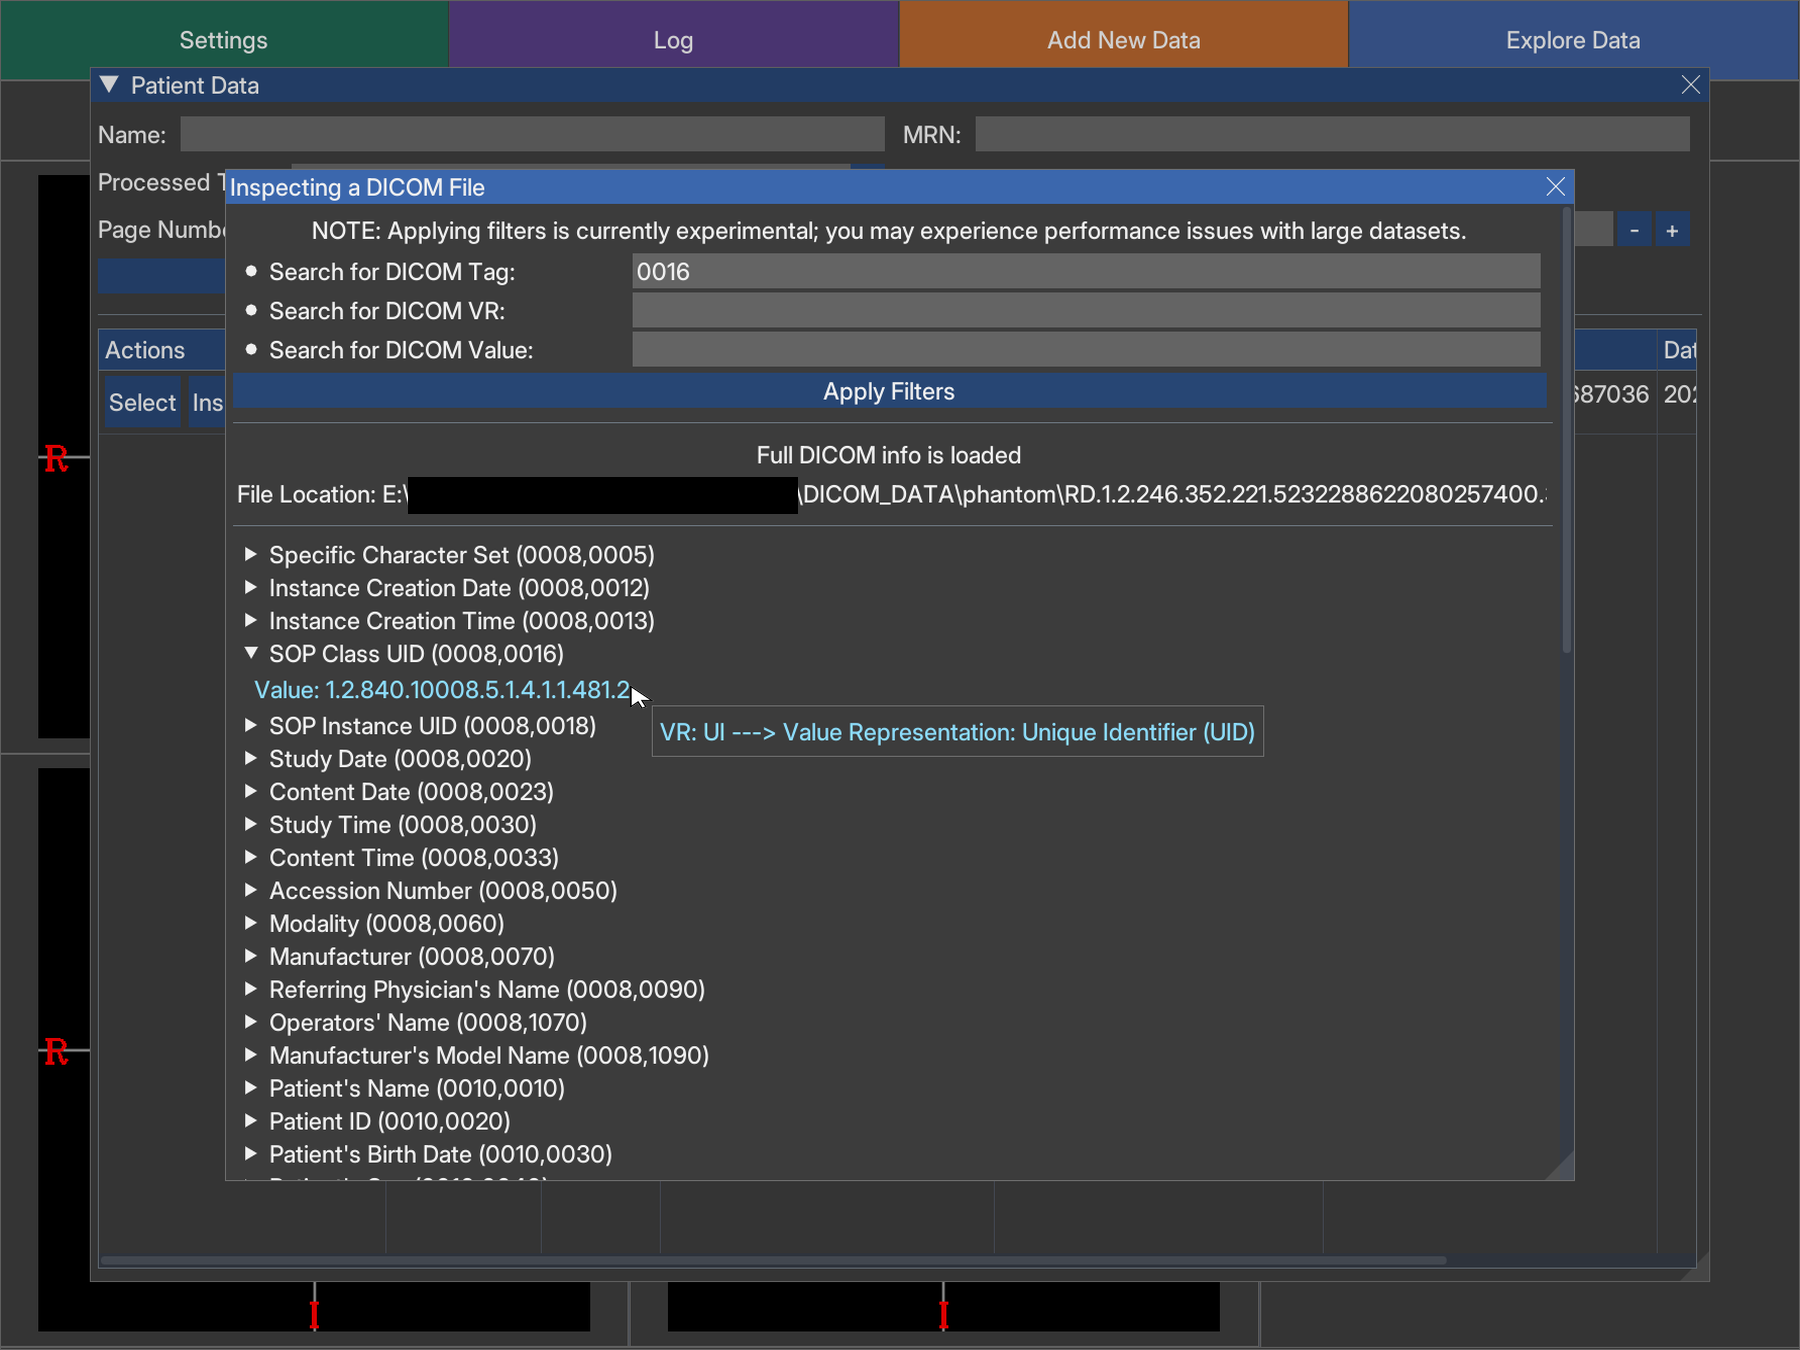 Settings Log Add New Data Explore Data
Patient Data
Name: MRN:
Processed
Page
Inspecting a DICOM File
NOTE: Applying filters is currently experimental; you may experience performance issues with large datasets.
- +
Search for DICOM Tag: 0016
Search for DICOM VR:
Search for DICOM Value:
Actions
Apply Filters
Select
687036
Full DICOM info is loaded
R
File Location: E:\ \DICOM_DATA\phantom\RD.1.2.246.352.221.5232288622080257400.
Specific Character Set (0008,0005)
Instance Creation Date (0008,0012)
Instance Creation Time (0008,0013)
SOP Class UID (0008,0016)
Value: 1.2.840.10008.5.1.4.1.1.481.2
VR: UI ---> Value Representation: Unique Identifier (UID)
SOP Instance UID (0008,0018)
Study Date (0008,0020)
Content Date (0008,0023)
Study Time (0008,0030)
Content Time (0008,0033)
Accession Number (0008,0050)
Modality (0008,0060)
Manufacturer (0008,0070)
Referring Physician's Name (0008,0090)
Operators' Name (0008,1070)
R
Manufacturer's Model Name (0008,1090)
Patient's Name (0010,0010)
Patient ID (0010,0020)
Patient's Birth Date (0010,0030)
I I